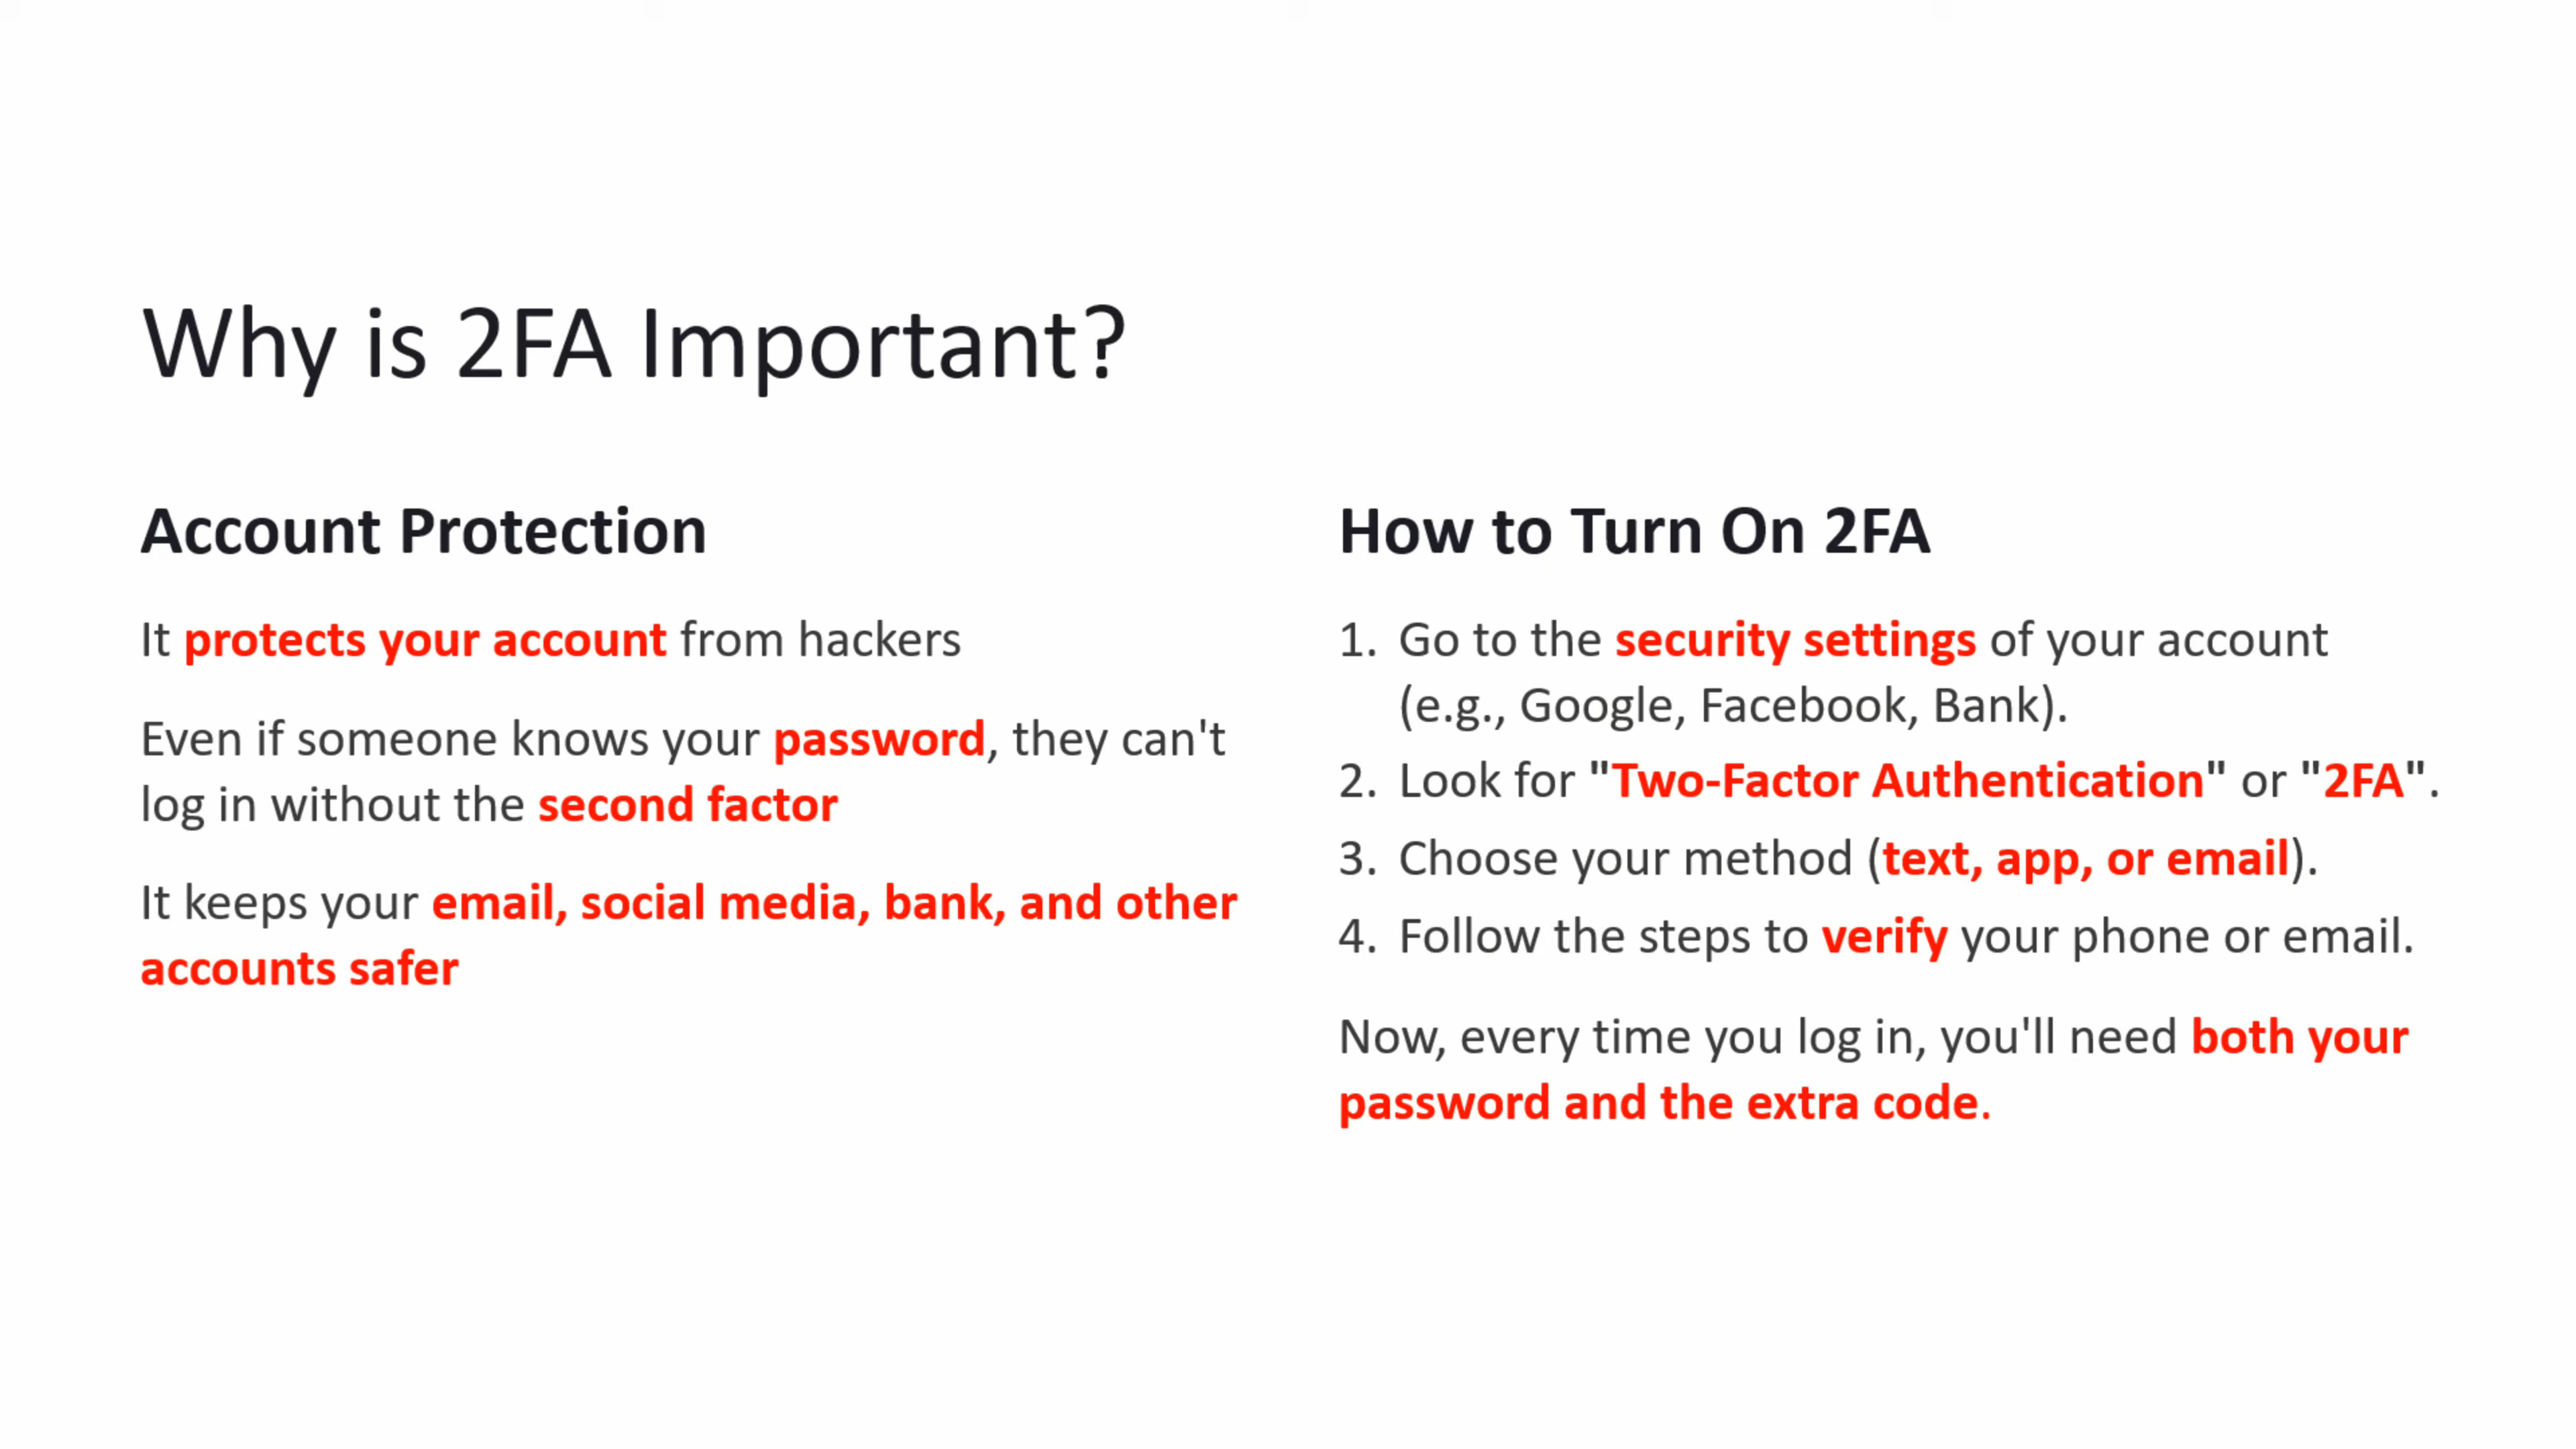 Why is 2FA Important?
Account Protection
It protects your account from hackers
Even if someone knows your password, they can't
log in without the second factor
It keeps your email, social media, bank, and other
accounts safer
How to Turn On 2FA
1. Go to the security settings of your account
(e.g., Google, Facebook, Bank).
2. Look for "Two-Factor Authentication" or "2FA".
3. Choose your method (text, app, or email).
4. Follow the steps to verify your phone or email.
Now, every time you log in, you'll need both your
password and the extra code.